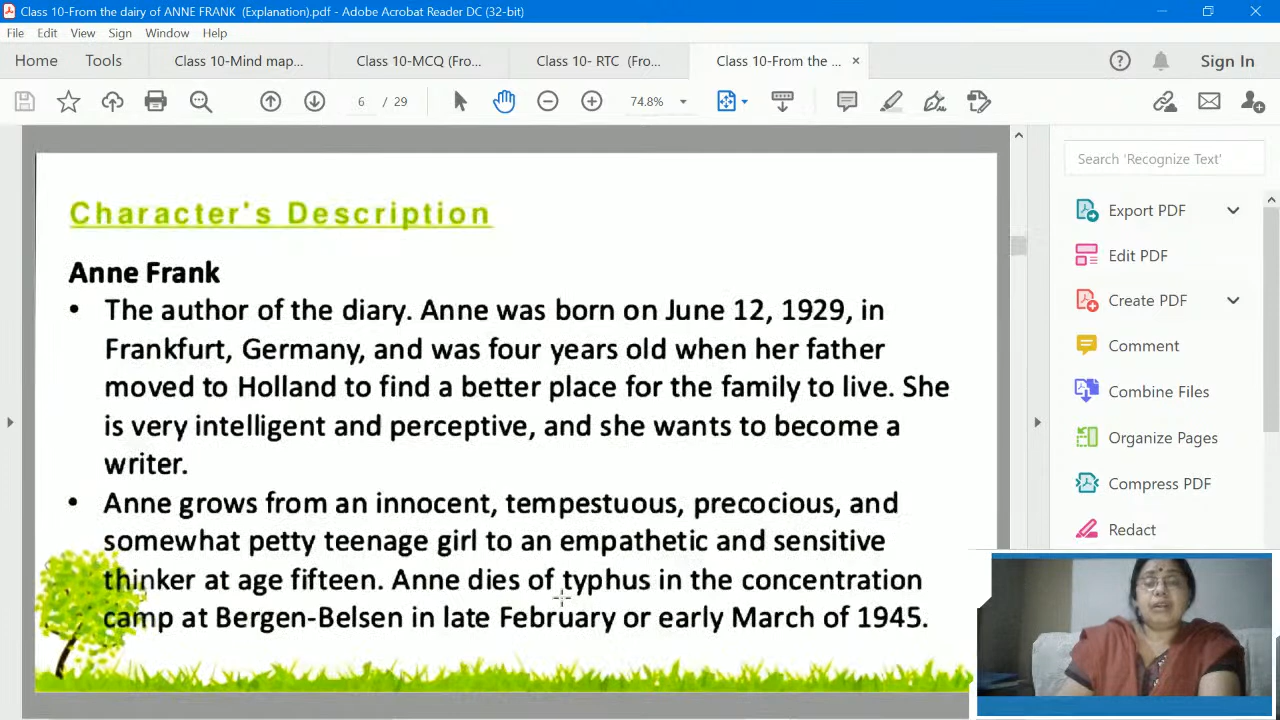 Class 10-From the dairy of ANNE FRANK (Explanation).pdf - Adobe Acrobat Reader DC (32-bit)
File Edit View Sign Window Help
Home Tools Class 10-Mind map... Class 10-MCQ (Fro... Class 10- RTC (Fro... Class 10-From the ... × Sign In
6 / 29 74.8%
Search 'Recognize Text'
Character's Description
Export PDF
Edit PDF
Anne Frank
Create PDF
• The author of the diary. Anne was born on June 12, 1929, in
Frankfurt, Germany, and was four years old when her father
Comment
moved to Holland to find a better place for the family to live. She
Combine Files
is very intelligent and perceptive, and she wants to become a
Organize Pages
writer.
Compress PDF
• Anne grows from an innocent, tempestuous, precocious, and
Redact
somewhat petty teenage girl to an empathetic and sensitive
thinker at age fifteen. Anne dies of typhus in the concentration
camp at Bergen-Belsen in late February or early March of 1945.